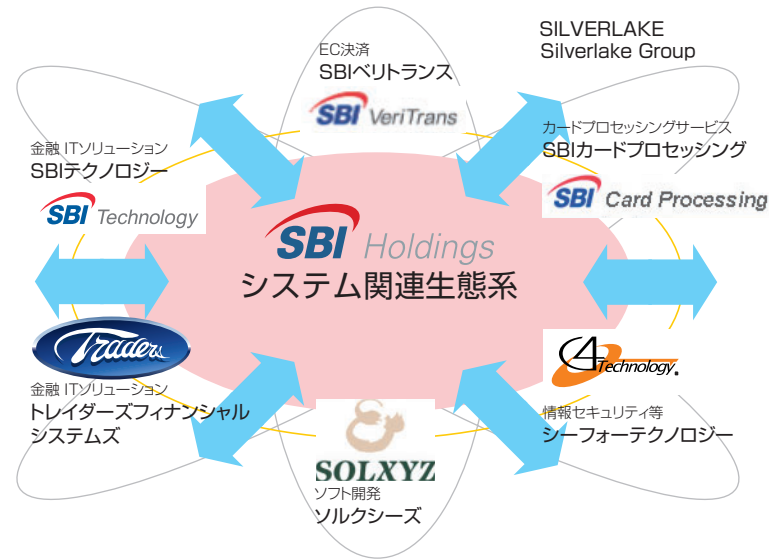 SILVERLAKE
Silverlake Group
EC決済
SBIベリトランス
SBI VeriTrans
カードプロセッシングサービス
SBIカードプロセッシング
SBI Card Processing
金融 ITソリューション
SBIテクノロジー
SBI Technology
SBI Holdings
システム関連生態系
Traders
金融 ITソリューション
トレイダーズフィナンシャル
システムズ
C4 Technology
情報セキュリティ等
シーフォーテクノロジー
SOLXYZ
ソフト開発
ソルクシーズ